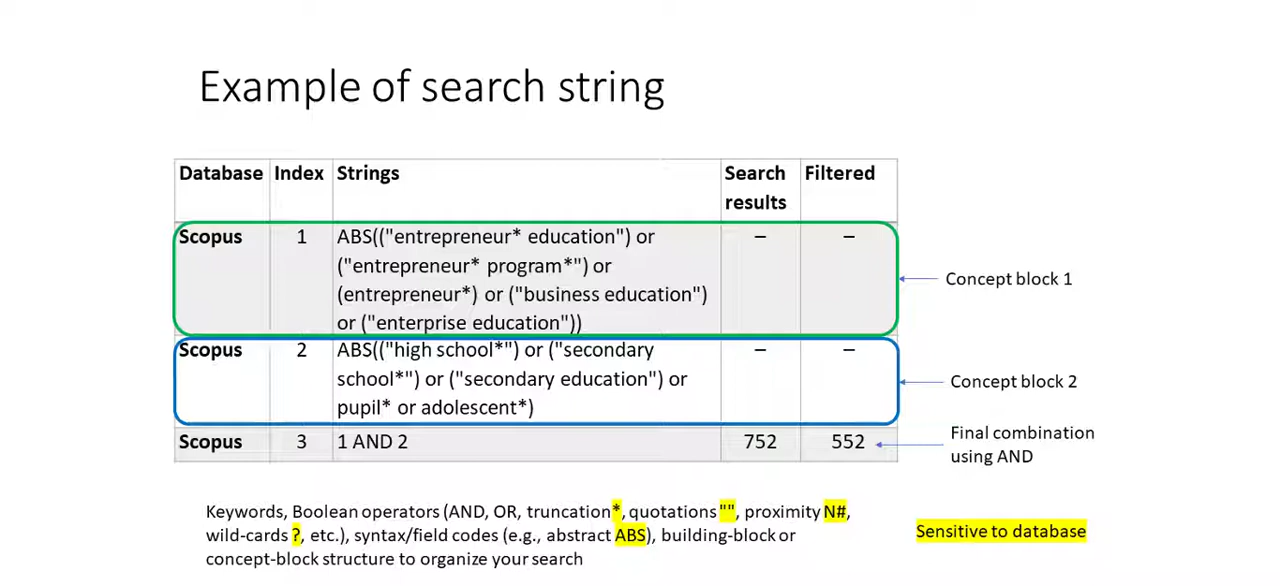 Example of search string
Database Index Strings Search results Filtered
Scopus 1 ABS(("entrepreneur* education") or – –
("entrepreneur* program*") or
(entrepreneur*) or ("business education")
or ("enterprise education"))
Concept block 1
Scopus 2 ABS(("high school*") or ("secondary – –
school*") or ("secondary education") or
pupil* or adolescent*)
Concept block 2
Scopus 3 1 AND 2 752 552
Final combination
using AND
Keywords, Boolean operators (AND, OR, truncation*, quotations "", proximity N#,
wild-cards ?, etc.), syntax/field codes (e.g., abstract ABS), building-block or
concept-block structure to organize your search
Sensitive to database